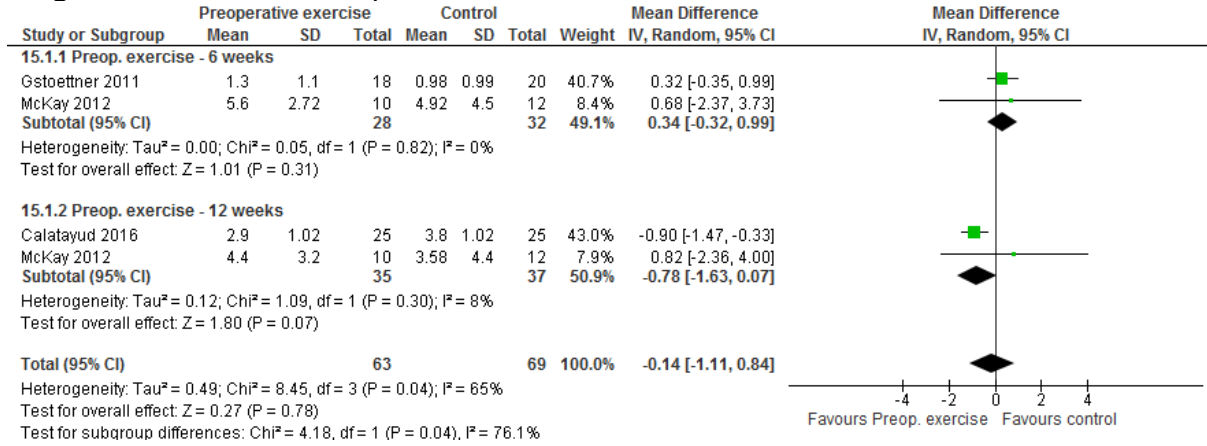 Preoperative exercise Control Mean Difference Mean Difference
Study or Subgroup Mean SD Total Mean SD Total Weight IV, Random, 95% CI IV, Random, 95% CI
15.1.1 Preop. exercise - 6 weeks
Gstoettner 2011 1.3 1.1 18 0.98 0.99 20 40.7% 0.32 [-0.35, 0.99]
McKay 2012 5.6 2.72 10 4.92 4.5 12 8.4% 0.68 [-2.37, 3.73]
Subtotal (95% CI) 28 32 49.1% 0.34 [-0.32, 0.99]
Heterogeneity: Tau² = 0.00; Chi² = 0.05, df = 1 (P = 0.82); I² = 0%
Test for overall effect: Z = 1.01 (P = 0.31)
15.1.2 Preop. exercise - 12 weeks
Calatayud 2016 2.9 1.02 25 3.8 1.02 25 43.0% -0.90 [-1.47, -0.33]
McKay 2012 4.4 3.2 10 3.58 4.4 12 7.9% 0.82 [-2.36, 4.00]
Subtotal (95% CI) 35 37 50.9% -0.78 [-1.63, 0.07]
Heterogeneity: Tau² = 0.12; Chi² = 1.09, df = 1 (P = 0.30); I² = 8%
Test for overall effect: Z = 1.80 (P = 0.07)
Total (95% CI) 63 69 100.0% -0.14 [-1.11, 0.84]
Heterogeneity: Tau² = 0.49; Chi² = 8.45, df = 3 (P = 0.04); I² = 65%
Test for overall effect: Z = 0.27 (P = 0.78)
Test for subgroup differences: Chi² = 4.18, df = 1 (P = 0.04), I² = 76.1%
-4 -2 0 2 4
Favours Preop. exercise Favours control